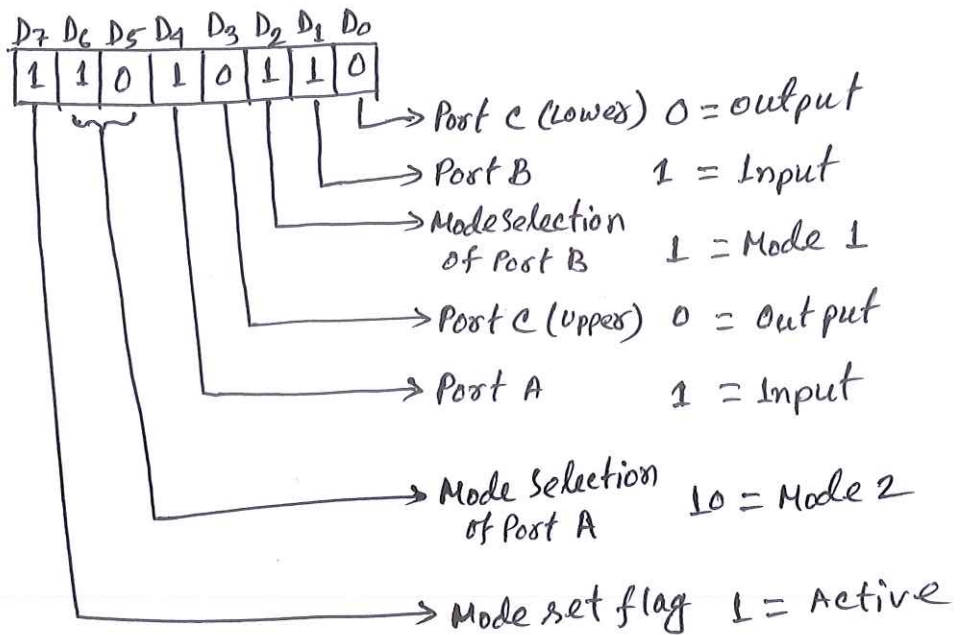 D7 D6 D5 D4 D3 D2 D1 D0
1 1 0 1 0 1 1 0
Port C (Lower) 0 = output
Port B 1 = Input
Mode selection
of Port B 1 = Mode 1
Port C (Upper) 0 = Output
Port A 1 = Input
Mode Selection
of Port A 10 = Mode 2
Mode set flag 1 = Active